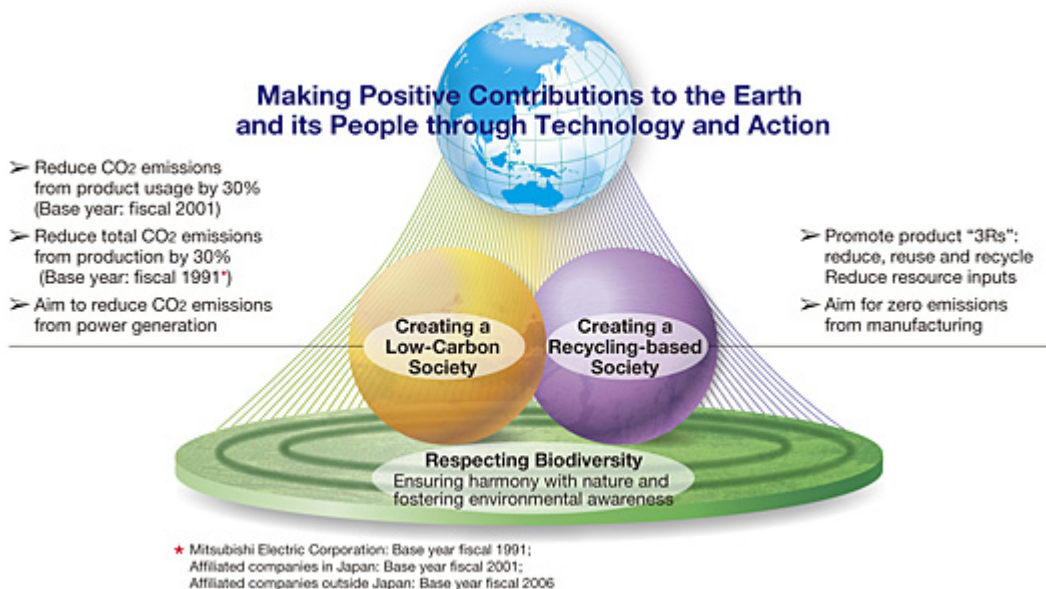 Making Positive Contributions to the Earth
and its People through Technology and Action
➢ Reduce CO2 emissions
from product usage by 30%
(Base year: fiscal 2001)
➢ Reduce total CO2 emissions
from production by 30%
(Base year: fiscal 1991*)
➢ Aim to reduce CO2 emissions
from power generation
➢ Promote product “3Rs”:
reduce, reuse and recycle
Reduce resource inputs
➢ Aim for zero emissions
from manufacturing
Creating a
Low-Carbon
Society
Creating a
Recycling-based
Society
Respecting Biodiversity
Ensuring harmony with nature and
fostering environmental awareness
* Mitsubishi Electric Corporation: Base year fiscal 1991;
Affiliated companies in Japan: Base year fiscal 2001;
Affiliated companies outside Japan: Base year fiscal 2006